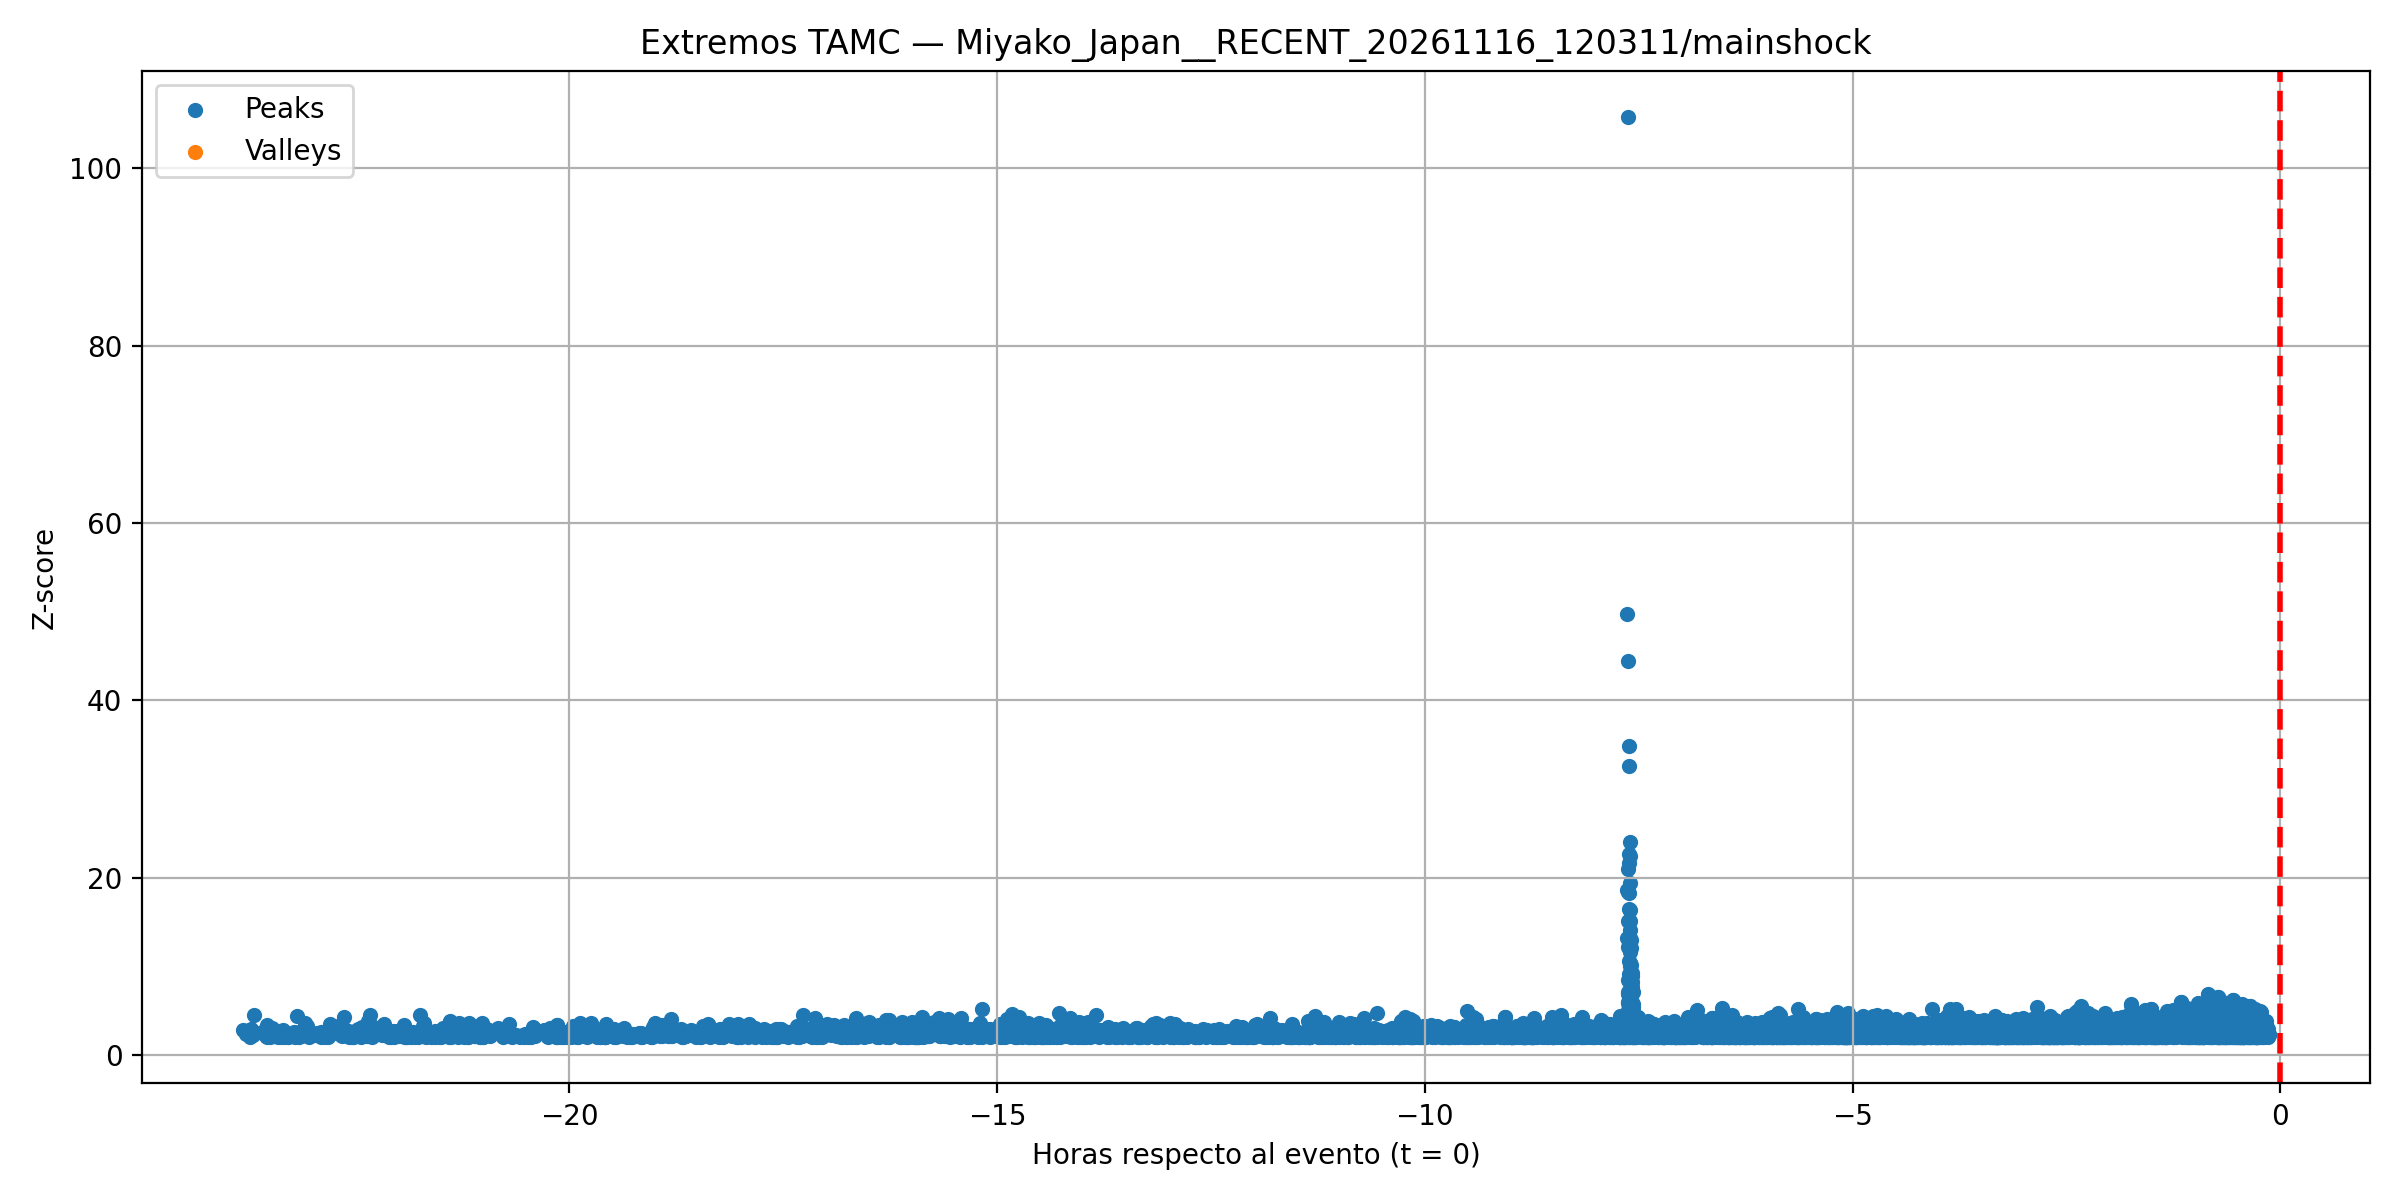 Extremos TAMC — Miyako_Japan__RECENT_20261116_120311/mainshock
Peaks
Valleys
100
80
60
40
20
0
Z-score
−20
−15
−10
−5
0
Horas respecto al evento (t = 0)